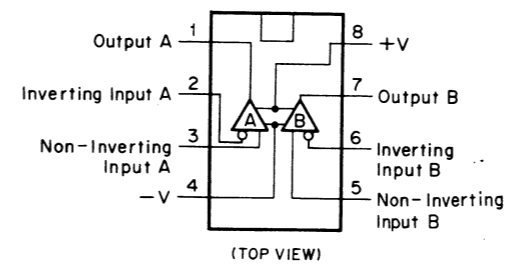 Output A 1
Inverting Input A 2
Non-Inverting 3
Input A
-V 4
8 +V
7 Output B
6 Inverting
Input B
5 Non-Inverting
Input B
A
B
(TOP VIEW)